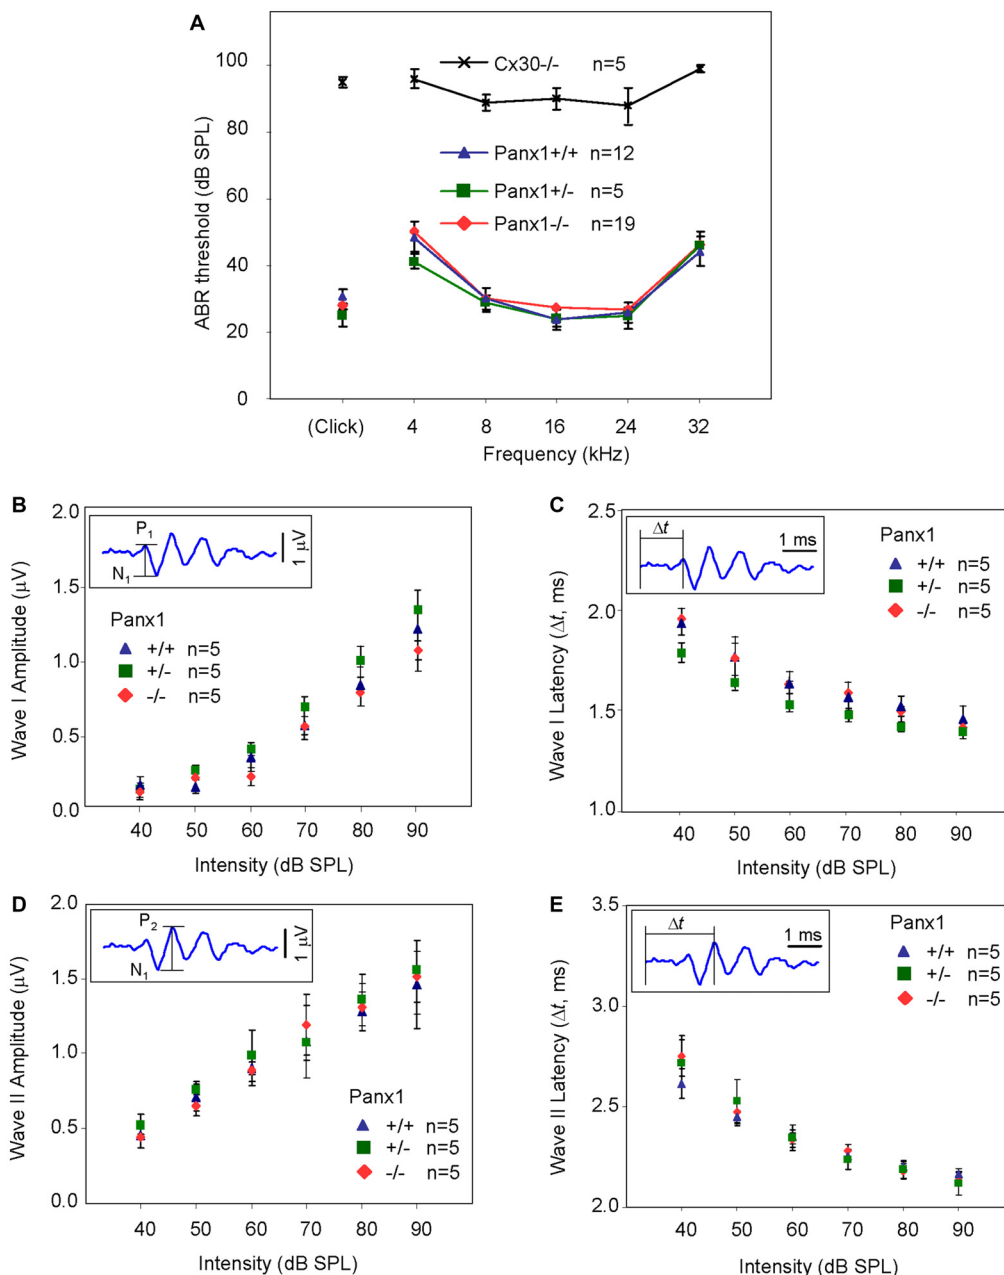 A
ABR threshold (dB SPL)
100
80
60
40
20
0
Cx30-/- n=5
Panx1+/+ n=12
Panx1+/- n=5
Panx1-/- n=19
(Click) 4 8 16 24 32
Frequency (kHz)
B
Wave I Amplitude (μV)
2.0
1.5
1.0
0.5
0.0
P1
N1
1 μV
Panx1
+/+ n=5
+/- n=5
-/- n=5
40 50 60 70 80 90
Intensity (dB SPL)
C
Wave I Latency (Δt, ms)
2.5
2.0
1.5
1.0
Δt
1 ms
Panx1
+/+ n=5
+/- n=5
-/- n=5
40 50 60 70 80 90
Intensity (dB SPL)
D
Wave II Amplitude (μV)
2.0
1.5
1.0
0.5
0.0
P2
N1
1 μV
Panx1
+/+ n=5
+/- n=5
-/- n=5
40 50 60 70 80 90
Intensity (dB SPL)
E
Wave II Latency (Δt, ms)
3.5
3.0
2.5
2.0
Δt
1 ms
Panx1
+/+ n=5
+/- n=5
-/- n=5
40 50 60 70 80 90
Intensity (dB SPL)